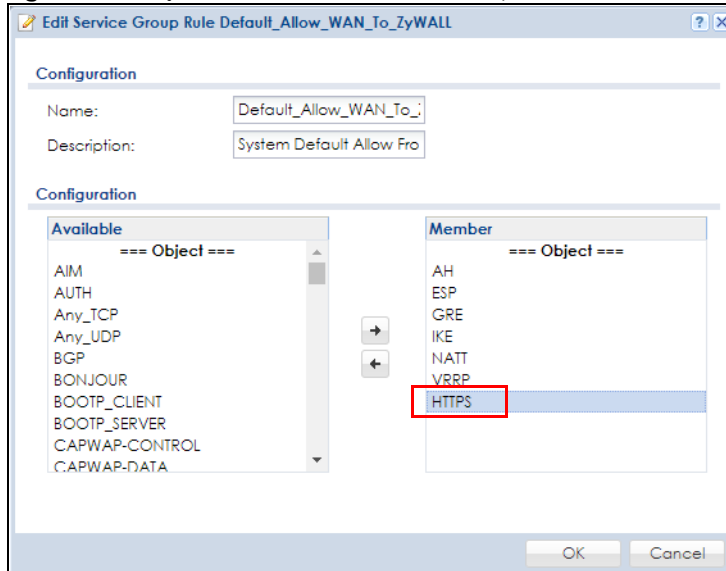 Edit Service Group Rule Default_Allow_WAN_To_ZyWALL
Configuration
Name: Default_Allow_WAN_To_
Description: System Default Allow Fro
Configuration
Available
=== Object ===
AIM
AUTH
Any_TCP
Any_UDP
BGP
BONJOUR
BOOTP_CLIENT
BOOTP_SERVER
CAPWAP-CONTROL
CAPWAP-DATA
Member
=== Object ===
AH
ESP
GRE
IKE
NATT
VRRP
HTTPS
OK Cancel